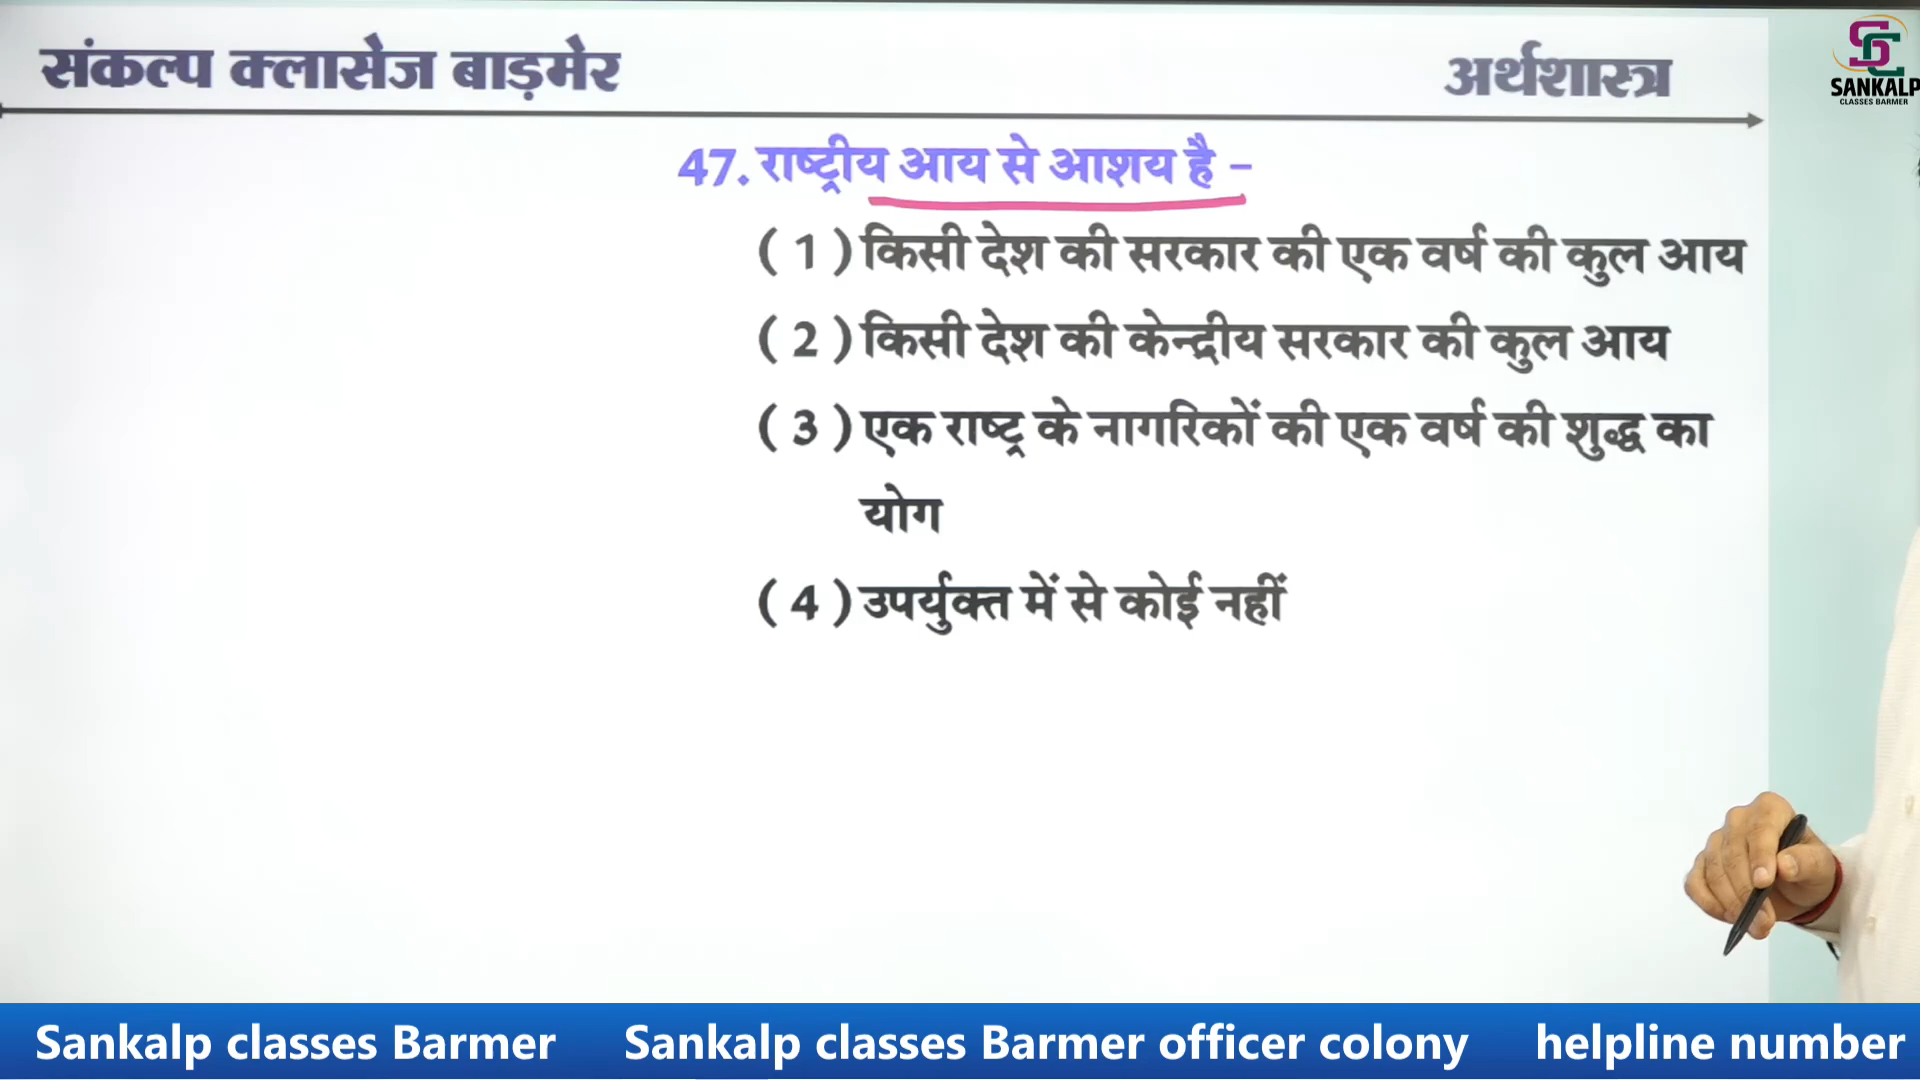 संकल्प क्लासेज बाड़मेर
अर्थशास्त्र
SANKALP
CLASSES BARMER
47. राष्ट्रीय आय से आशय है –
( 1 ) किसी देश की सरकार की एक वर्ष की कुल आय
( 2 ) किसी देश की केन्द्रीय सरकार की कुल आय
( 3 ) एक राष्ट्र के नागरिकों की एक वर्ष की शुद्ध का
योग
( 4 ) उपर्युक्त में से कोई नहीं
Sankalp classes Barmer Sankalp classes Barmer officer colony helpline number